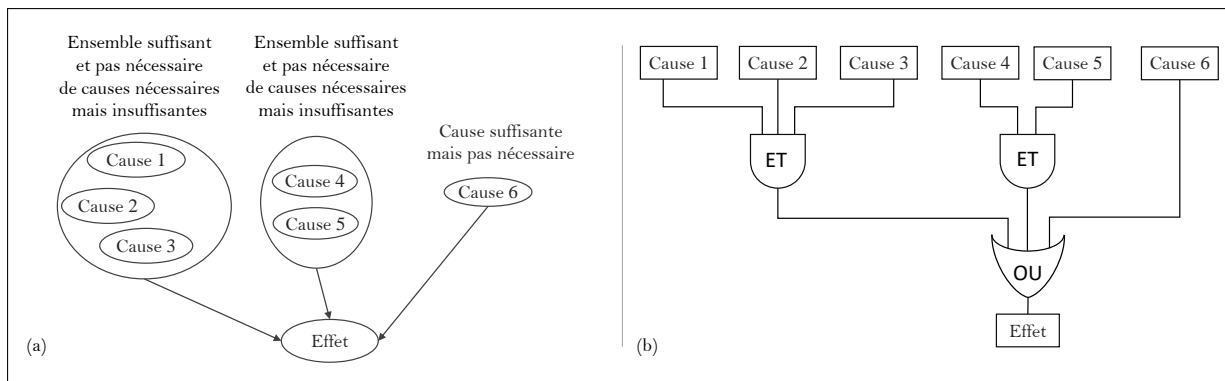 Ensemble suffisant
et pas nécessaire
de causes nécessaires
mais insuffisantes
Ensemble suffisant
et pas nécessaire
de causes nécessaires
mais insuffisantes
Cause suffisante
mais pas nécessaire
Cause 1
Cause 2
Cause 3
Cause 4
Cause 5
Cause 6
Effet
(a)
Cause 1
Cause 2
Cause 3
Cause 4
Cause 5
Cause 6
ET
ET
OU
Effet
(b)